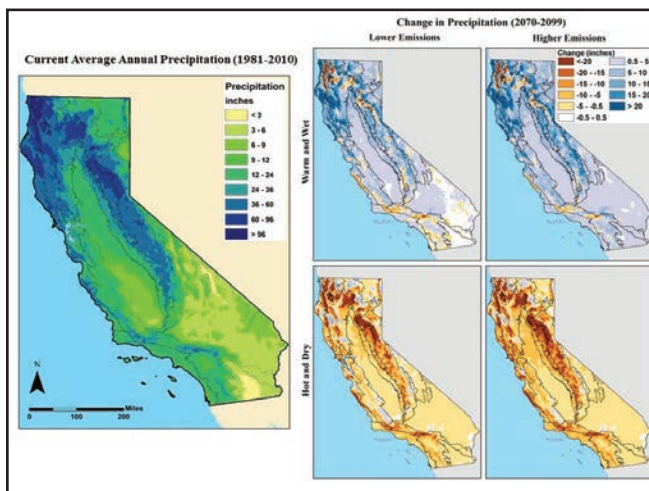 Current Average Annual Precipitation (1981-2010)
Precipitation
inches
< 3
3 - 6
6 - 9
9 - 12
12 - 24
24 - 36
36 - 60
60 - 96
> 96
N
0
100
200
Miles
Change in Precipitation (2070-2099)
Lower Emissions
Higher Emissions
Change (inches)
<-20
-20 - -15
-15 - -10
-10 - -5
-5 - -0.5
-0.5 - 0.5
0.5 - 5
5 - 10
10 - 15
15 - 20
> 20
Warm and Wet
Hot and Dry